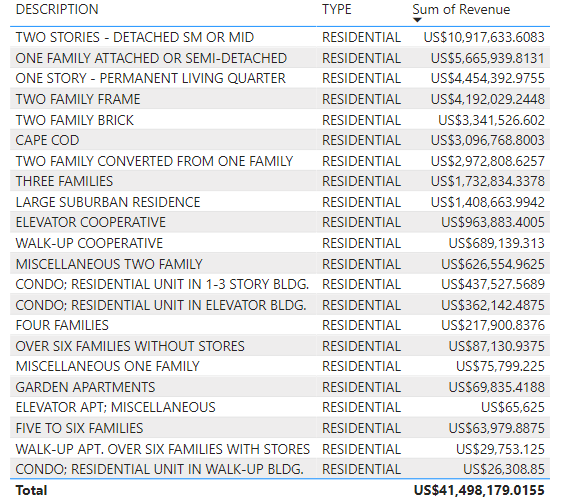 DESCRIPTION TYPE Sum of Revenue
TWO STORIES - DETACHED SM OR MID RESIDENTIAL US$10,917,633.6083
ONE FAMILY ATTACHED OR SEMI-DETACHED RESIDENTIAL US$5,665,939.8131
ONE STORY - PERMANENT LIVING QUARTER RESIDENTIAL US$4,454,392.9755
TWO FAMILY FRAME RESIDENTIAL US$4,192,029.2448
TWO FAMILY BRICK RESIDENTIAL US$3,341,526.602
CAPE COD RESIDENTIAL US$3,096,768.8003
TWO FAMILY CONVERTED FROM ONE FAMILY RESIDENTIAL US$2,972,808.6257
THREE FAMILIES RESIDENTIAL US$1,732,834.3378
LARGE SUBURBAN RESIDENCE RESIDENTIAL US$1,408,663.9942
ELEVATOR COOPERATIVE RESIDENTIAL US$963,883.4005
WALK-UP COOPERATIVE RESIDENTIAL US$689,139.313
MISCELLANEOUS TWO FAMILY RESIDENTIAL US$626,554.9625
CONDO; RESIDENTIAL UNIT IN 1-3 STORY BLDG. RESIDENTIAL US$437,527.5689
CONDO; RESIDENTIAL UNIT IN ELEVATOR BLDG. RESIDENTIAL US$362,142.4875
FOUR FAMILIES RESIDENTIAL US$217,900.8376
OVER SIX FAMILIES WITHOUT STORES RESIDENTIAL US$87,130.9375
MISCELLANEOUS ONE FAMILY RESIDENTIAL US$75,799.225
GARDEN APARTMENTS RESIDENTIAL US$69,835.4188
ELEVATOR APT; MISCELLANEOUS RESIDENTIAL US$65,625
FIVE TO SIX FAMILIES RESIDENTIAL US$63,979.8875
WALK-UP APT. OVER SIX FAMILIES WITH STORES RESIDENTIAL US$29,753.125
CONDO; RESIDENTIAL UNIT IN WALK-UP BLDG. RESIDENTIAL US$26,308.85
Total US$41,498,179.0155